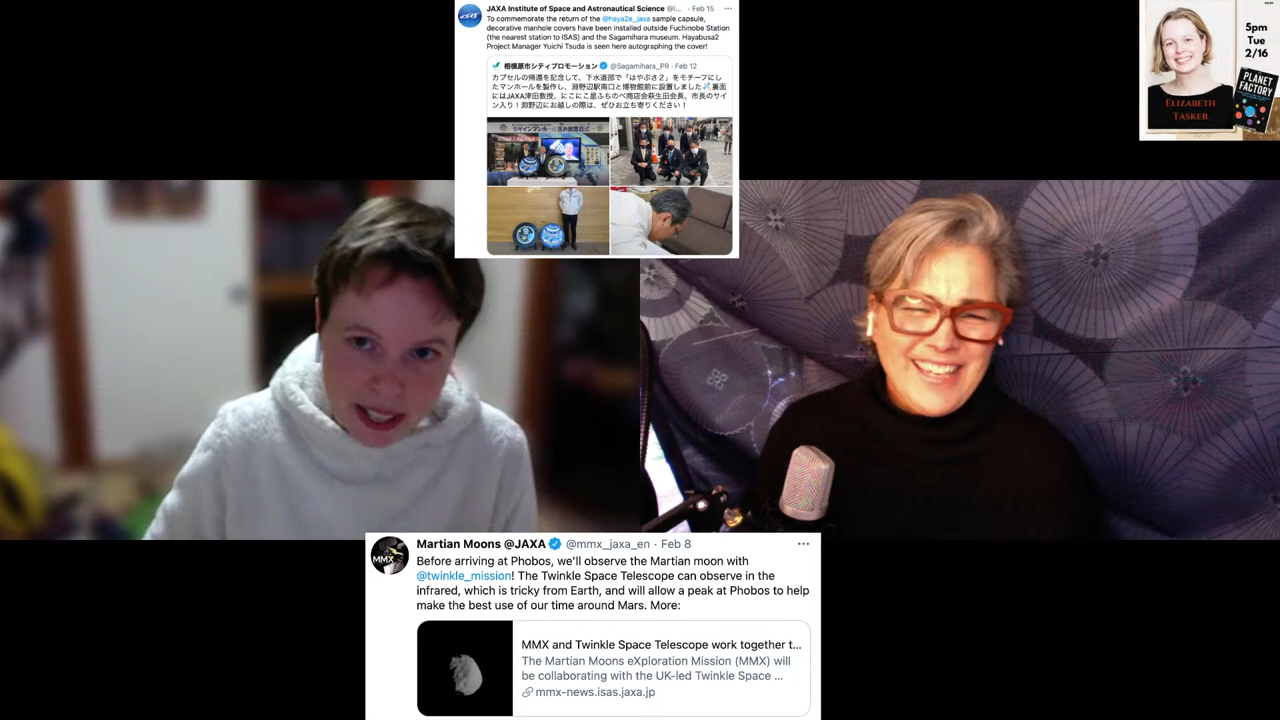 JAXA Institute of Space and Astronautical Science @I... · Feb 15 ...
To commemorate the return of the @haya2e_jaxa sample capsule,
decorative manhole covers have been installed outside Fuchinobe Station
(the nearest station to ISAS) and the Sagamihara museum. Hayabusa2
Project Manager Yuichi Tsuda is seen here autographing the cover!
相模原市シティプロモーション @Sagamihara_PR · Feb 12
カプセルの帰還を記念して、下水道部で「はやぶさ2」をモチーフにし
たマンホールを製作し、淵野辺駅南口と博物館前に設置しました 裏面
にはJAXA津田教授、にこにこ星ふちのべ商店会萩生田会長、市長のサイ
ン入り!淵野辺にお越しの際は、ぜひお立ち寄りください!
5pm
Tue
2/16
PLANET
FACTORY
ELIZABETH
TASKER
MMX
Martian Moons @JAXA @mmx_jaxa_en · Feb 8 ...
Before arriving at Phobos, we'll observe the Martian moon with
@twinkle_mission! The Twinkle Space Telescope can observe in the
infrared, which is tricky from Earth, and will allow a peak at Phobos to help
make the best use of our time around Mars. More:
MMX and Twinkle Space Telescope work together t...
The Martian Moons eXploration Mission (MMX) will
be collaborating with the UK-led Twinkle Space ...
mmx-news.isas.jaxa.jp